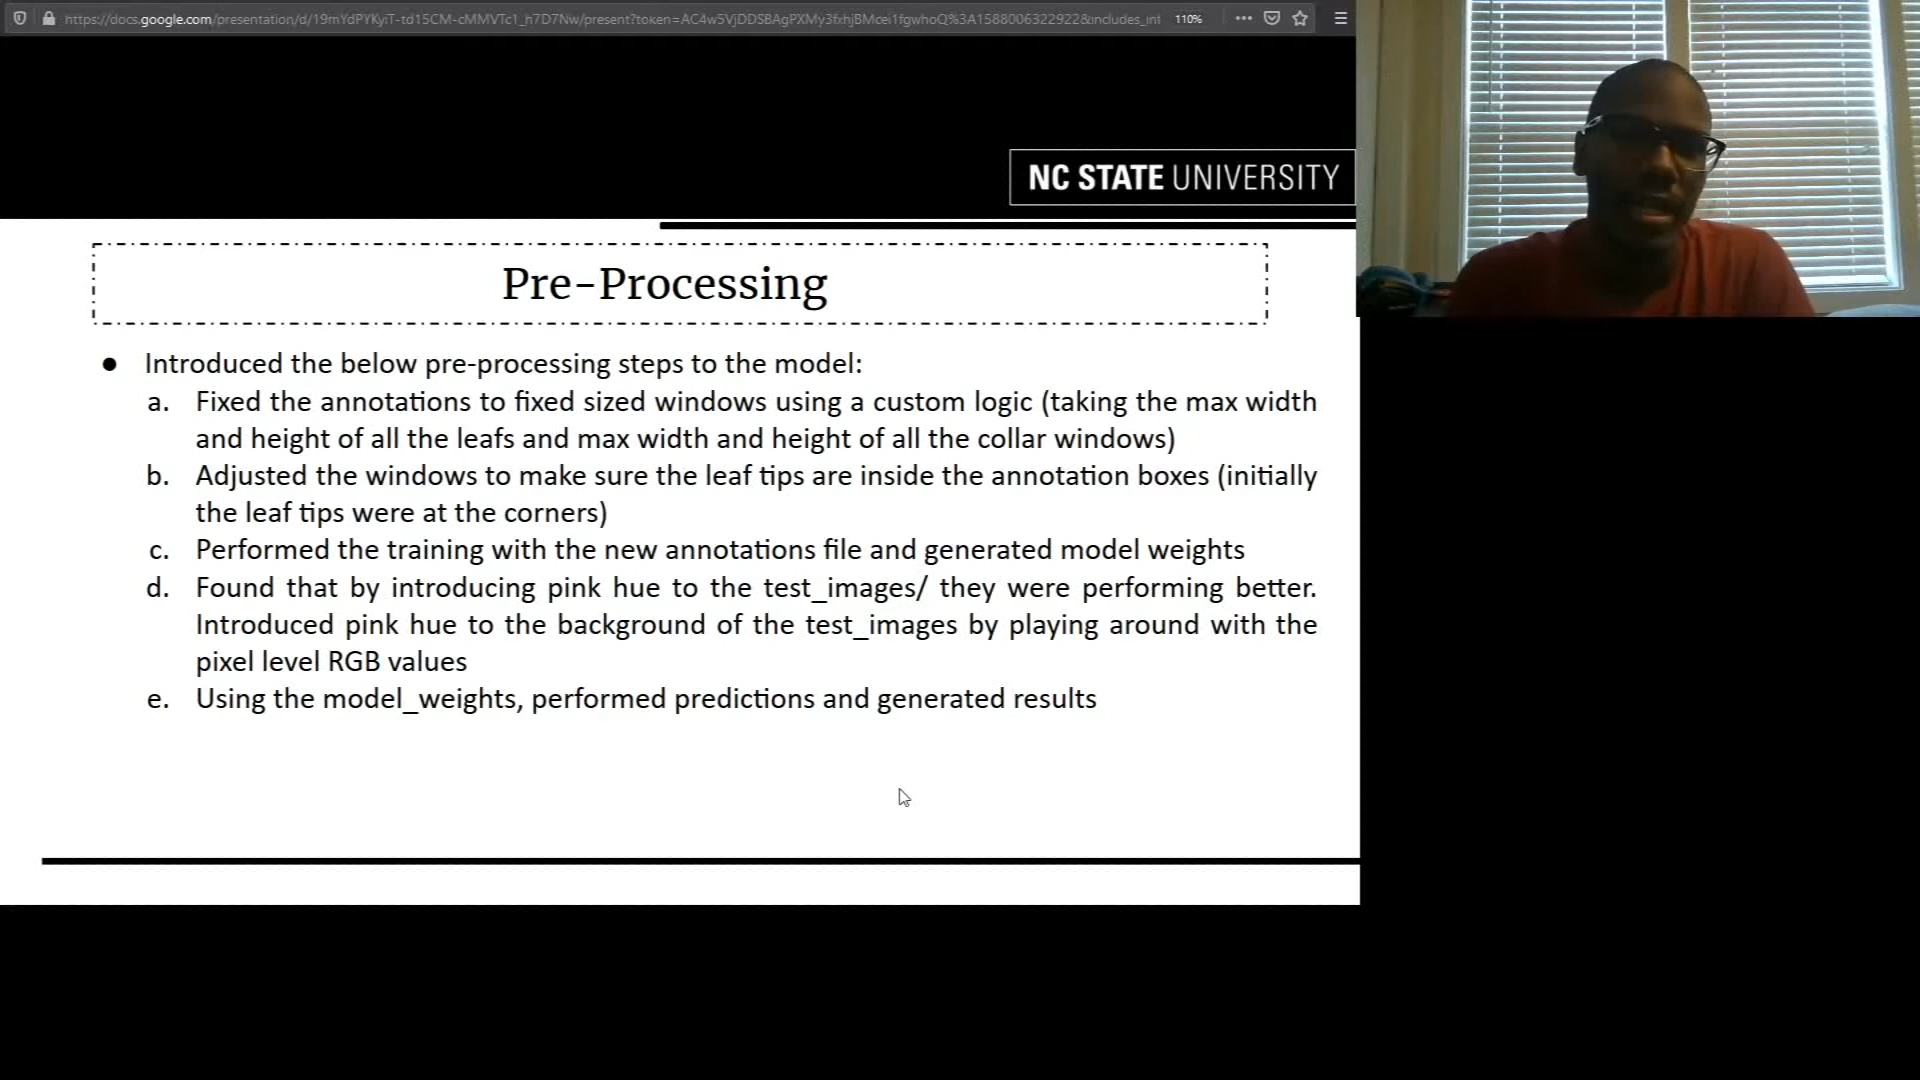 110%
NC STATE UNIVERSITY
Pre-Processing
● Introduced the below pre-processing steps to the model:
a. Fixed the annotations to fixed sized windows using a custom logic (taking the max width
and height of all the leafs and max width and height of all the collar windows)
b. Adjusted the windows to make sure the leaf tips are inside the annotation boxes (initially
the leaf tips were at the corners)
c. Performed the training with the new annotations file and generated model weights
d. Found that by introducing pink hue to the test_images/ they were performing better.
Introduced pink hue to the background of the test_images by playing around with the
pixel level RGB values
e. Using the model_weights, performed predictions and generated results